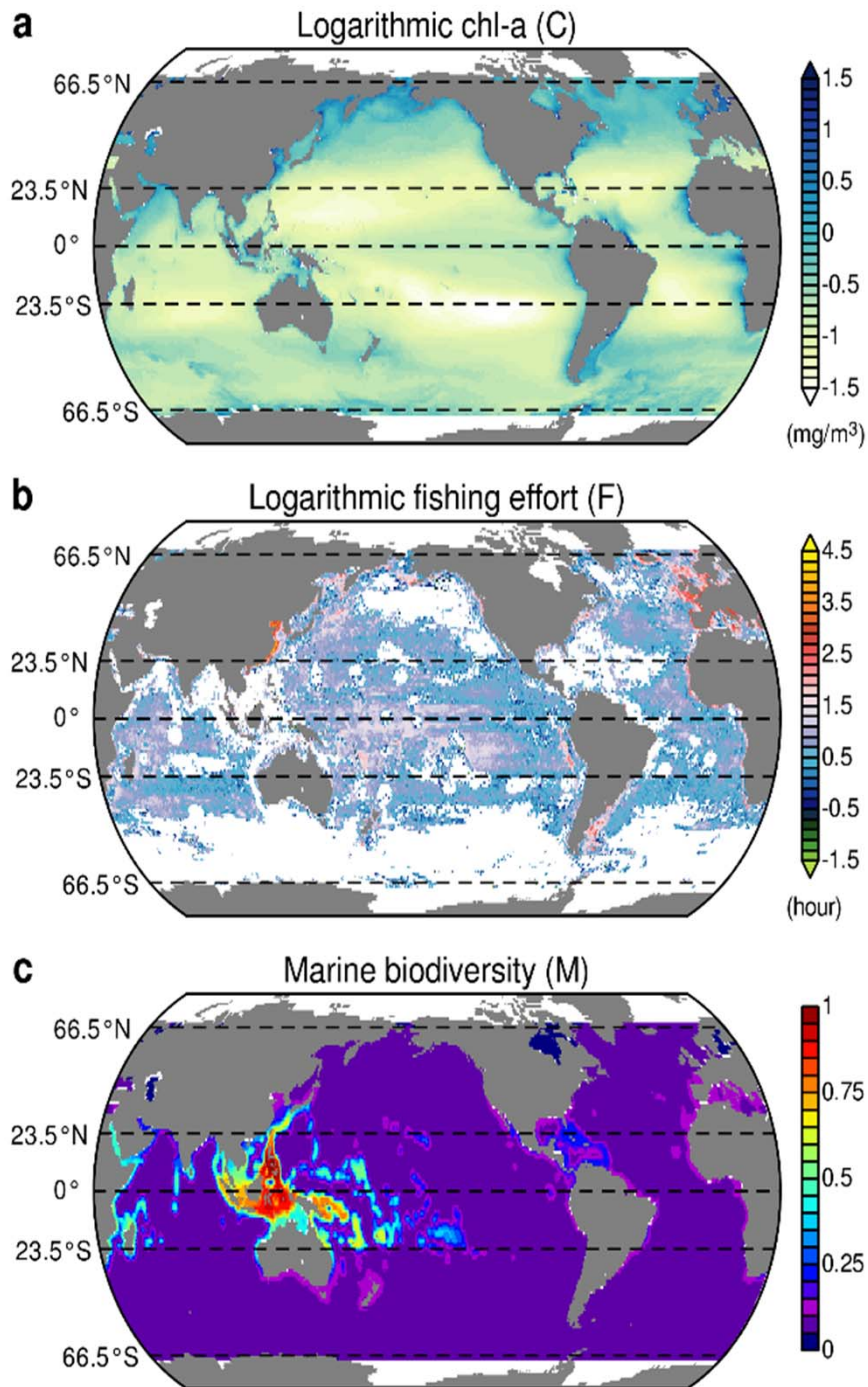 a
Logarithmic chl-a (C)
66.5°N
23.5°N
0°
23.5°S
66.5°S
1.5
1
0.5
0
-0.5
-1
-1.5
(mg/m³)
b
Logarithmic fishing effort (F)
66.5°N
23.5°N
0°
23.5°S
66.5°S
4.5
3.5
2.5
1.5
0.5
-0.5
-1.5
(hour)
c
Marine biodiversity (M)
66.5°N
23.5°N
0°
23.5°S
66.5°S
1
0.75
0.5
0.25
0